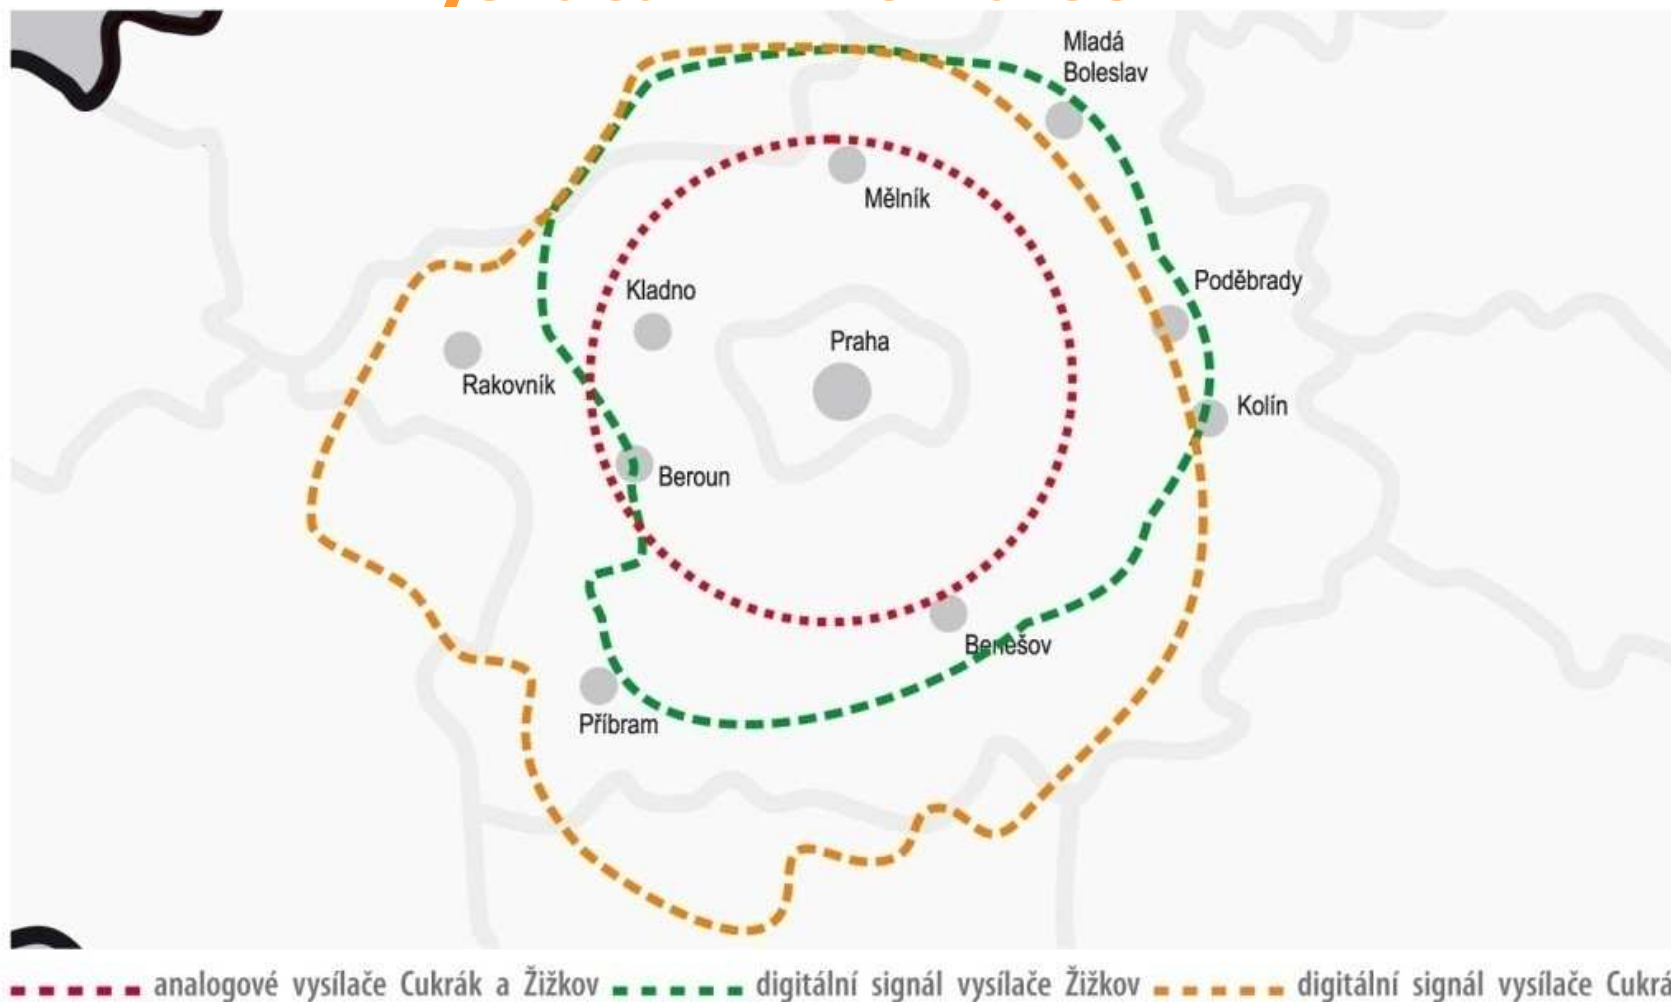 Mladá
Boleslav
Mělník
Poděbrady
Kladno
Praha
Rakovník
Kolín
Beroun
Benešov
Příbram
analogové vysílače Cukrák a Žižkov digitální signál vysílače Žižkov digitální signál vysílače Cukrá